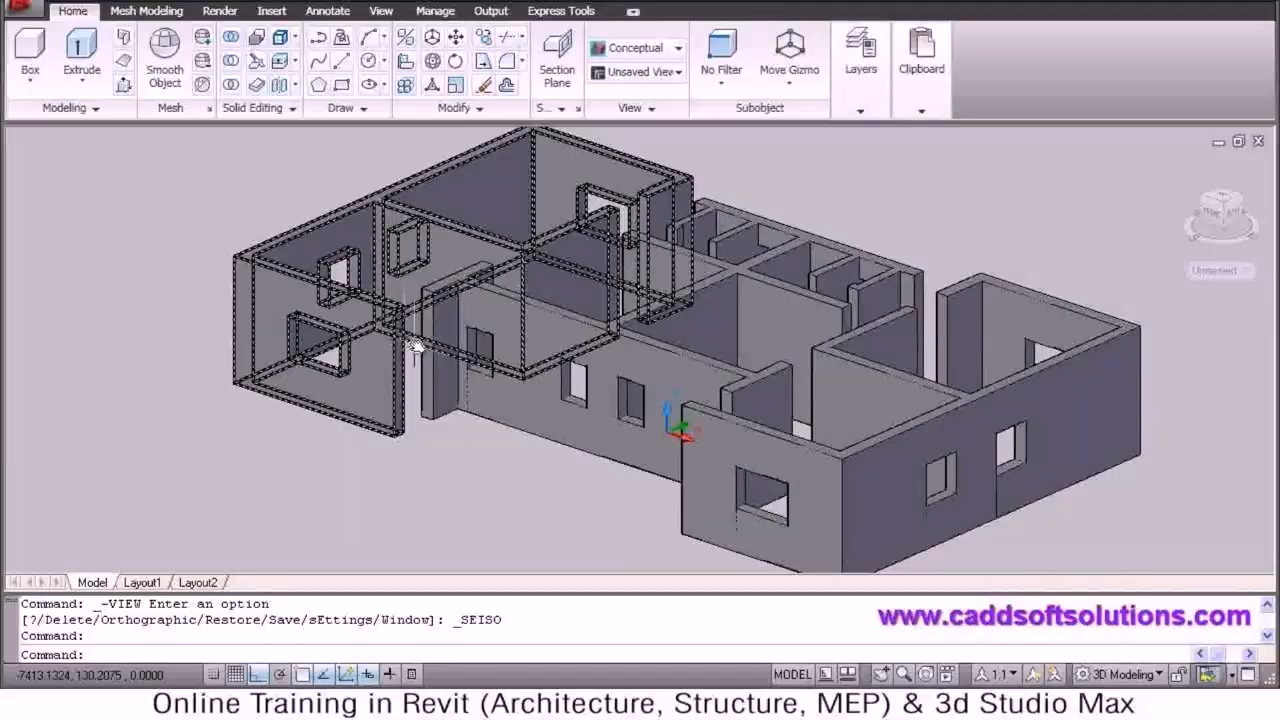 Home Mesh Modeling Render Insert Annotate View Manage Output Express Tools
Conceptual
Unsaved View
Box Extrude Smooth Object Section Plane No Filter Move Gizmo Layers Clipboard
Modeling Mesh Solid Editing Draw Modify S... View Subobject
Unnamed
Model Layout1 Layout2
Command: _-VIEW Enter an option
[?/Delete/Orthographic/Restore/Save/sEttings/Window]: _SEISO
Command:
Command:
www.caddsoftsolutions.com
-7413.1324, 130.2075, 0.0000 MODEL 1:1 3D Modeling
Online Training in Revit (Architecture, Structure, MEP) & 3d Studio Max